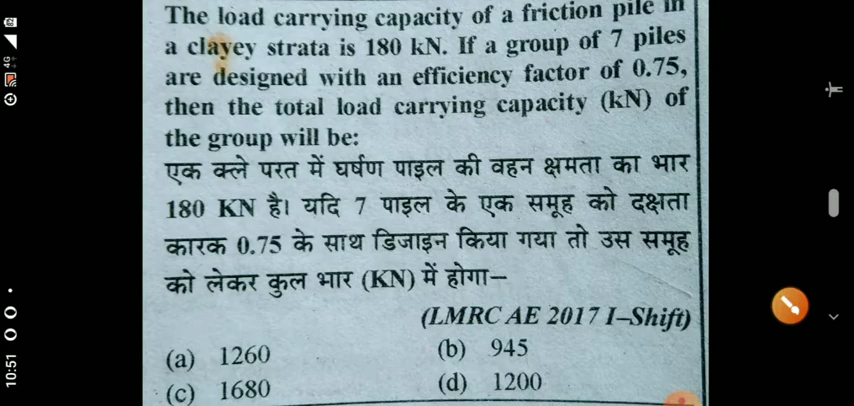 The load carrying capacity of a friction pile in
a clayey strata is 180 kN. If a group of 7 piles
are designed with an efficiency factor of 0.75,
then the total load carrying capacity (kN) of
the group will be:
एक क्ले परत में घर्षण पाइल की वहन क्षमता का भार
180 KN है। यदि 7 पाइल के एक समूह को दक्षता
कारक 0.75 के साथ डिजाइन किया गया तो उस समूह
को लेकर कुल भार (KN) में होगा–
(LMRC AE 2017 I–Shift)
(a) 1260 (b) 945
(c) 1680 (d) 1200
4G
10:51